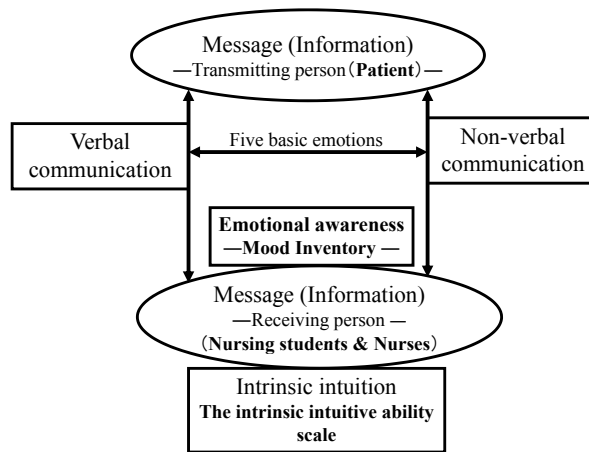 Message (Information)
―Transmitting person（Patient）―
Verbal
communication
Five basic emotions
Non-verbal
communication
Emotional awareness
―Mood Inventory ―
Message (Information)
―Receiving person ―
（Nursing students & Nurses）
Intrinsic intuition
The intrinsic intuitive ability
scale